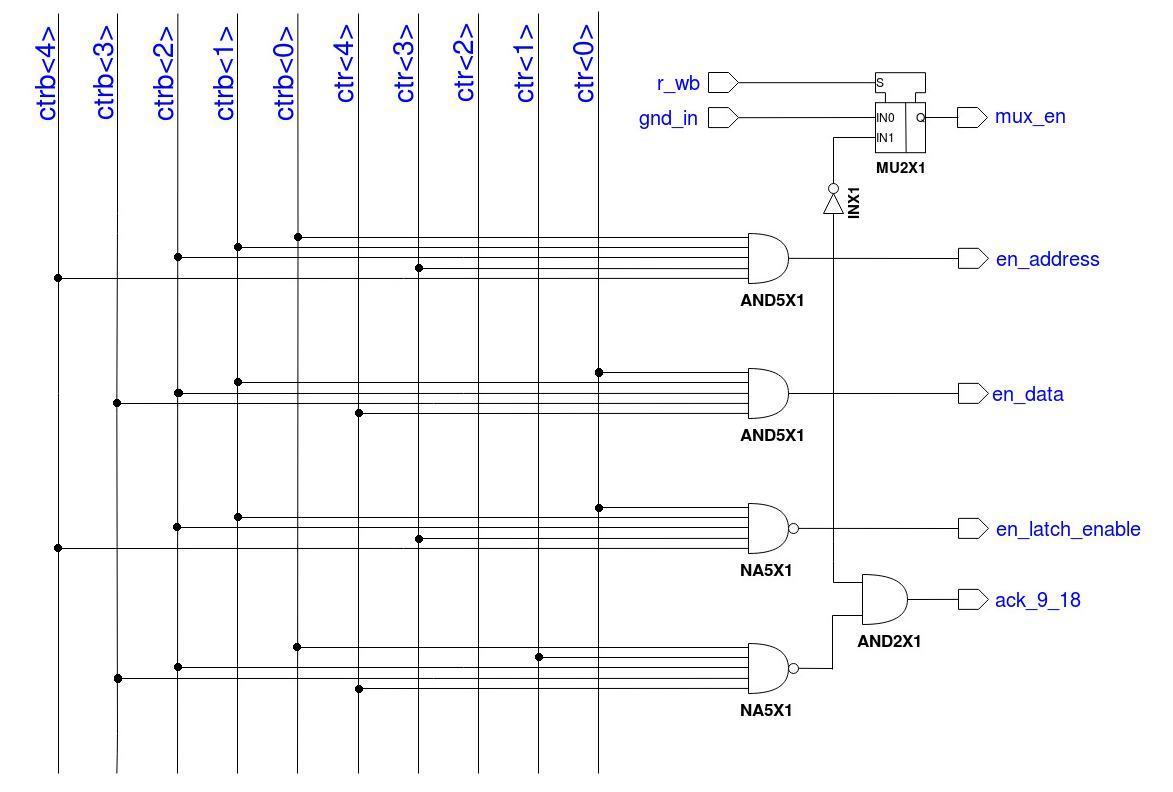 ctrb<4>
ctrb<3>
ctrb<2>
ctrb<1>
ctrb<0>
ctr<4>
ctr<3>
ctr<2>
ctr<1>
ctr<0>
r_wb
S
gnd_in
IN0
Q
mux_en
IN1
MU2X1
INX1
en_address
AND5X1
en_data
AND5X1
en_latch_enable
NA5X1
ack_9_18
AND2X1
NA5X1